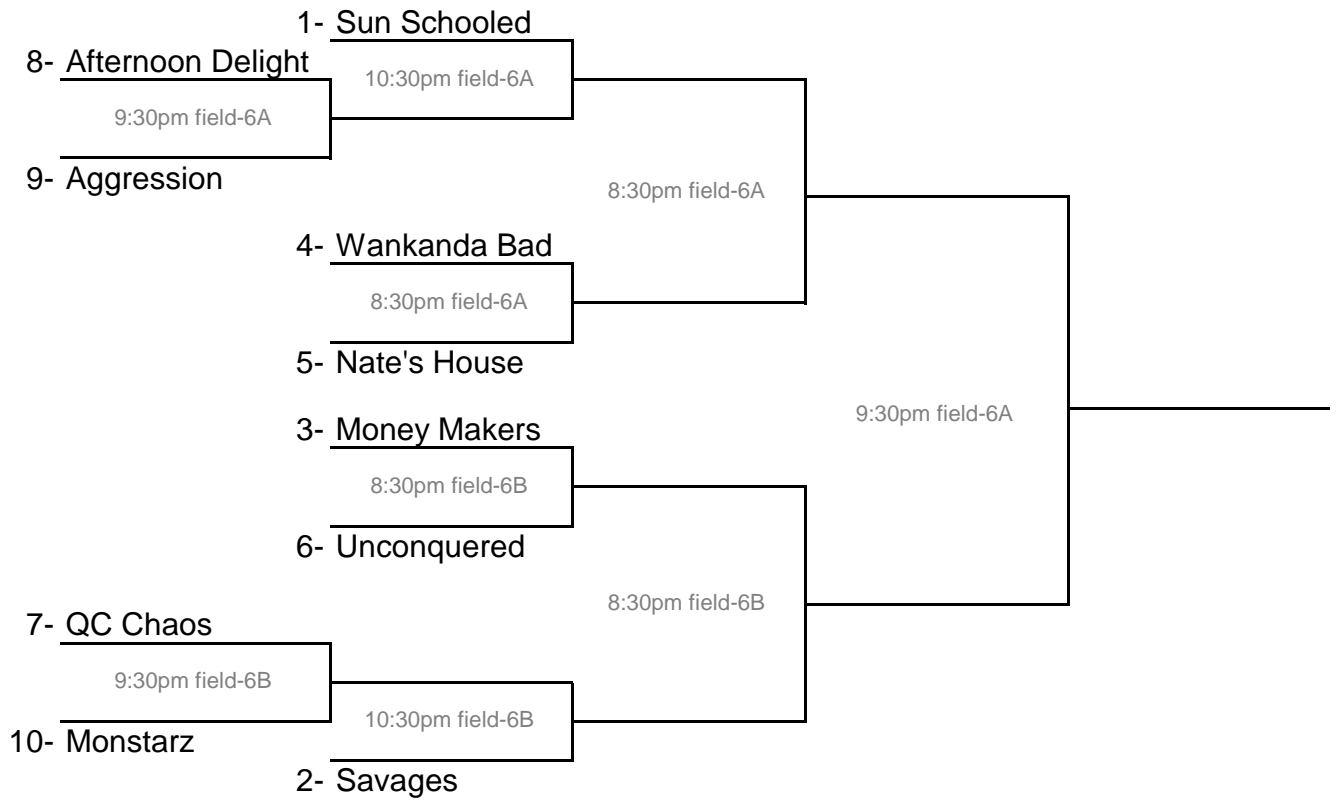 1- Sun Schooled
8- Afternoon Delight
10:30pm field-6A
9:30pm field-6A
9- Aggression
8:30pm field-6A
4- Wankanda Bad
8:30pm field-6A
5- Nate's House
9:30pm field-6A
3- Money Makers
8:30pm field-6B
6- Unconquered
8:30pm field-6B
7- QC Chaos
9:30pm field-6B
10:30pm field-6B
10- Monstarz
2- Savages